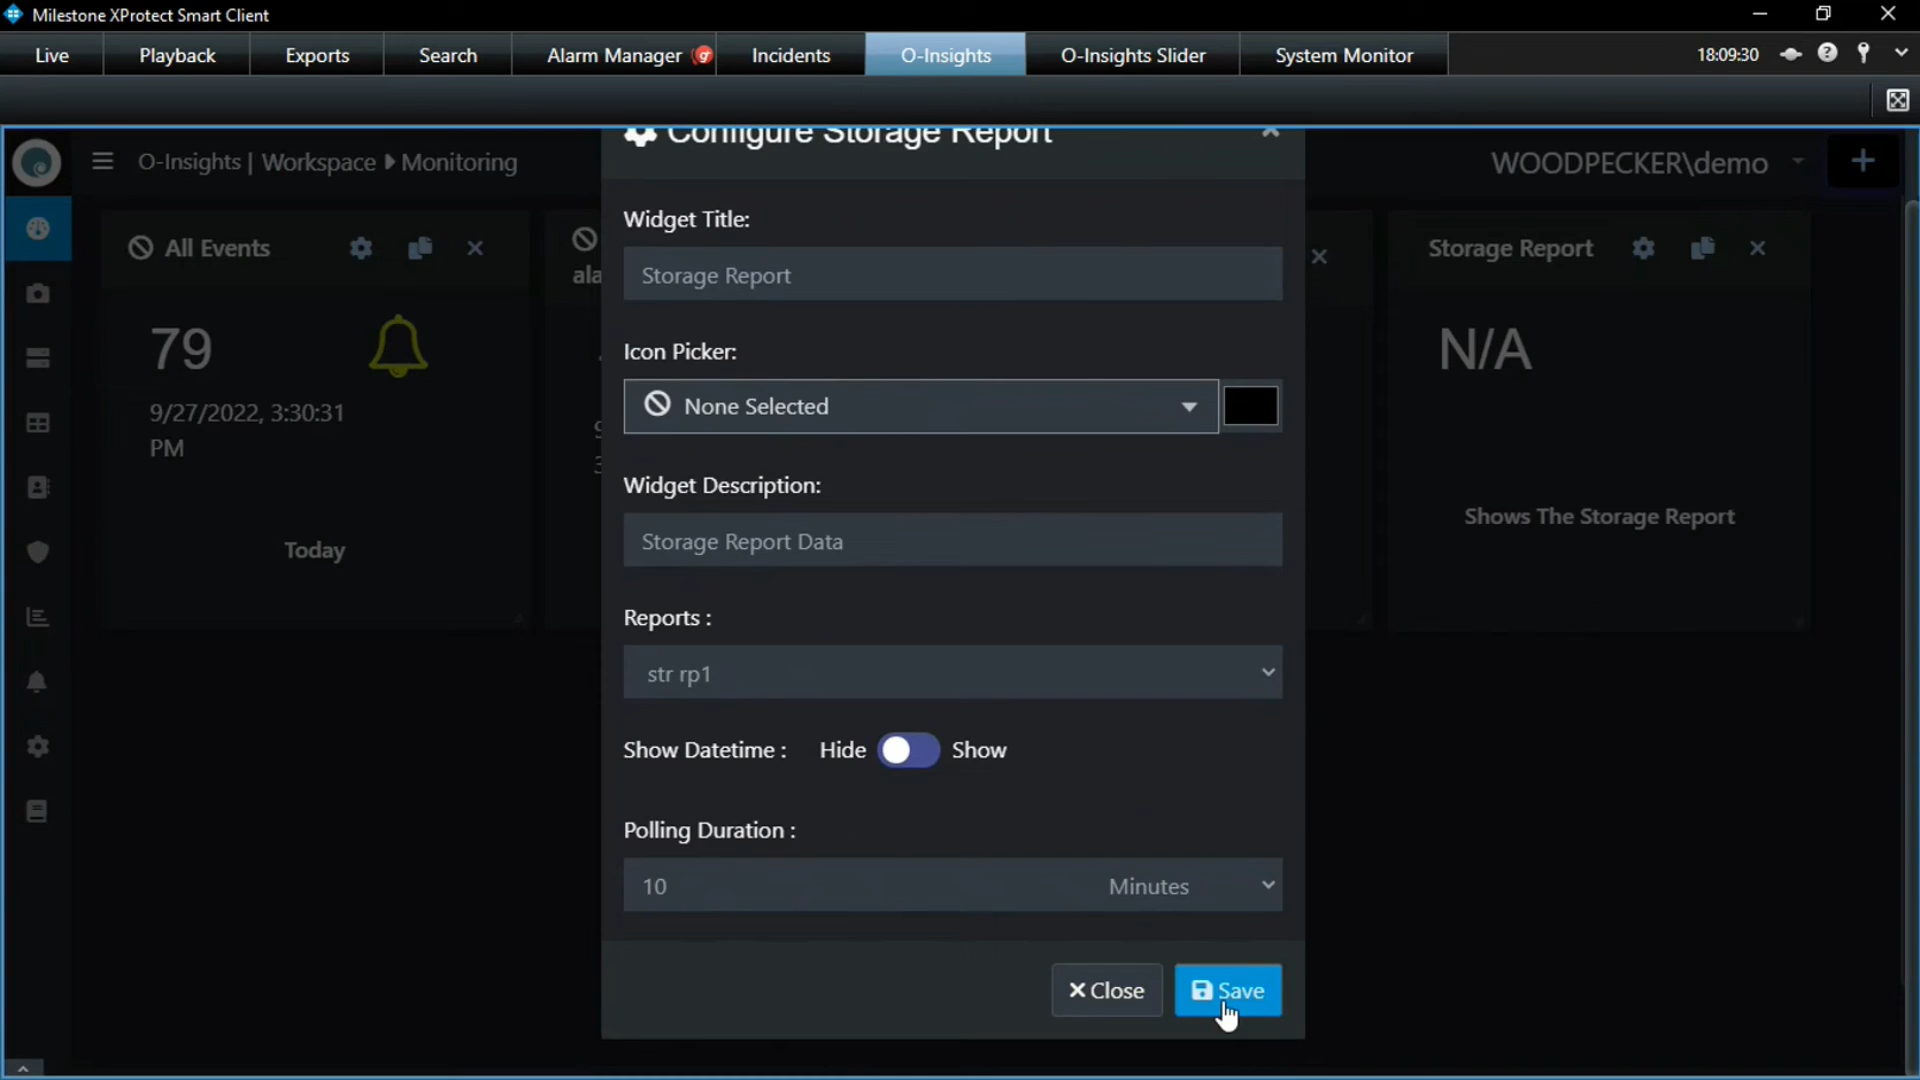 Milestone XProtect Smart Client
Live Playback Exports Search Alarm Manager Incidents O-Insights O-Insights Slider System Monitor 18:09:30
O-Insights | Workspace Monitoring
WOODPECKER\demo
Configure Storage Report
All Events
79
9/27/2022, 3:30:31
PM
Today
ala
Widget Title:
Storage Report
Icon Picker:
None Selected
Widget Description:
Storage Report Data
Reports :
str rp1
Show Datetime : Hide Show
Polling Duration :
10 Minutes
Close Save
Storage Report
N/A
Shows The Storage Report